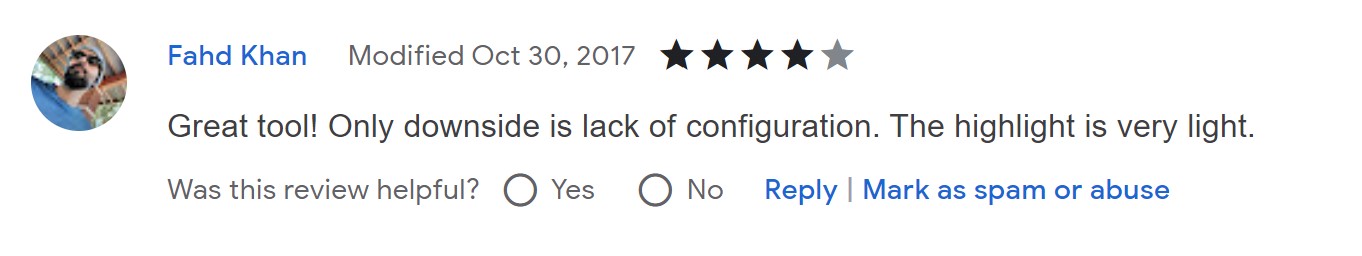 Fahd Khan Modified Oct 30, 2017
Great tool! Only downside is lack of configuration. The highlight is very light.
Was this review helpful? Yes No Reply | Mark as spam or abuse